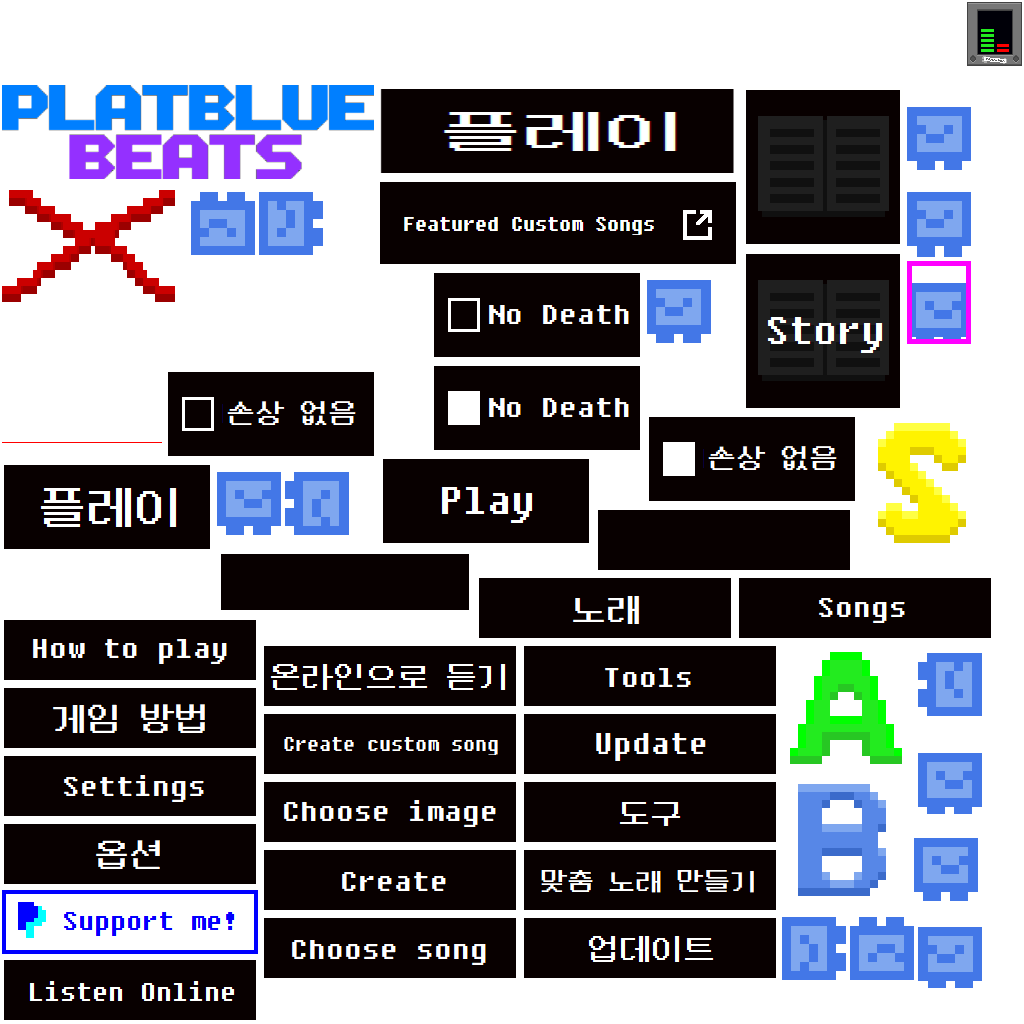 PLATBLUE
BEATS
플레이
Featured Custom Songs
No Death
Story
손상 없음
No Death
손상 없음
S
플레이
Play
노래
Songs
How to play
온라인으로 듣기
Tools
A
게임 방법
Create custom song
Update
Settings
Choose image
도구
B
옵션
Create
맞춤 노래 만들기
Support me!
Choose song
업데이트
Listen Online